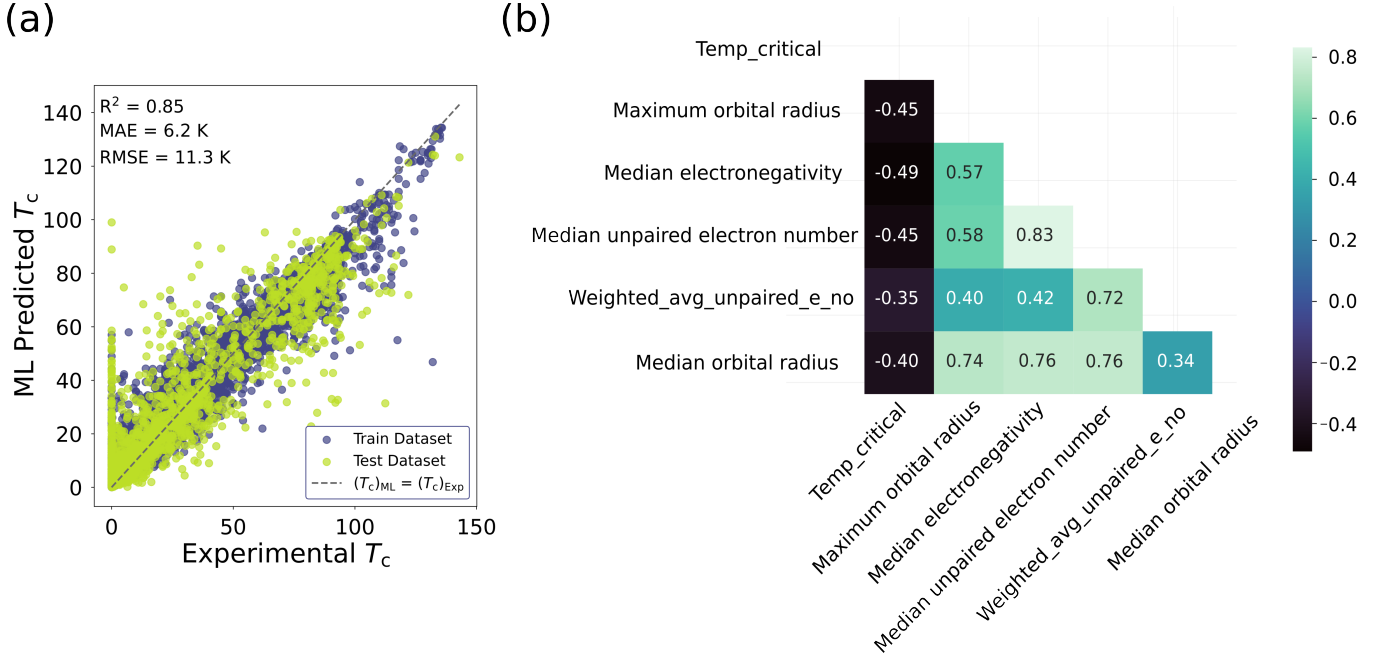 (a)
R² = 0.85
MAE = 6.2 K
RMSE = 11.3 K
140
120
100
80
60
40
20
0
ML Predicted Tc
0
50
100
150
Experimental Tc
Train Dataset
Test Dataset
(Tc)ML = (Tc)Exp
(b)
Temp_critical
Maximum orbital radius
-0.45
Median electronegativity
-0.49 0.57
Median unpaired electron number
-0.45 0.58 0.83
Weighted_avg_unpaired_e_no
-0.35 0.40 0.42 0.72
Median orbital radius
-0.40 0.74 0.76 0.76 0.34
Temp_critical
Maximum orbital radius
Median electronegativity
Median unpaired electron number
Weighted_avg_unpaired_e_no
Median orbital radius
0.8
0.6
0.4
0.2
0.0
−0.2
−0.4